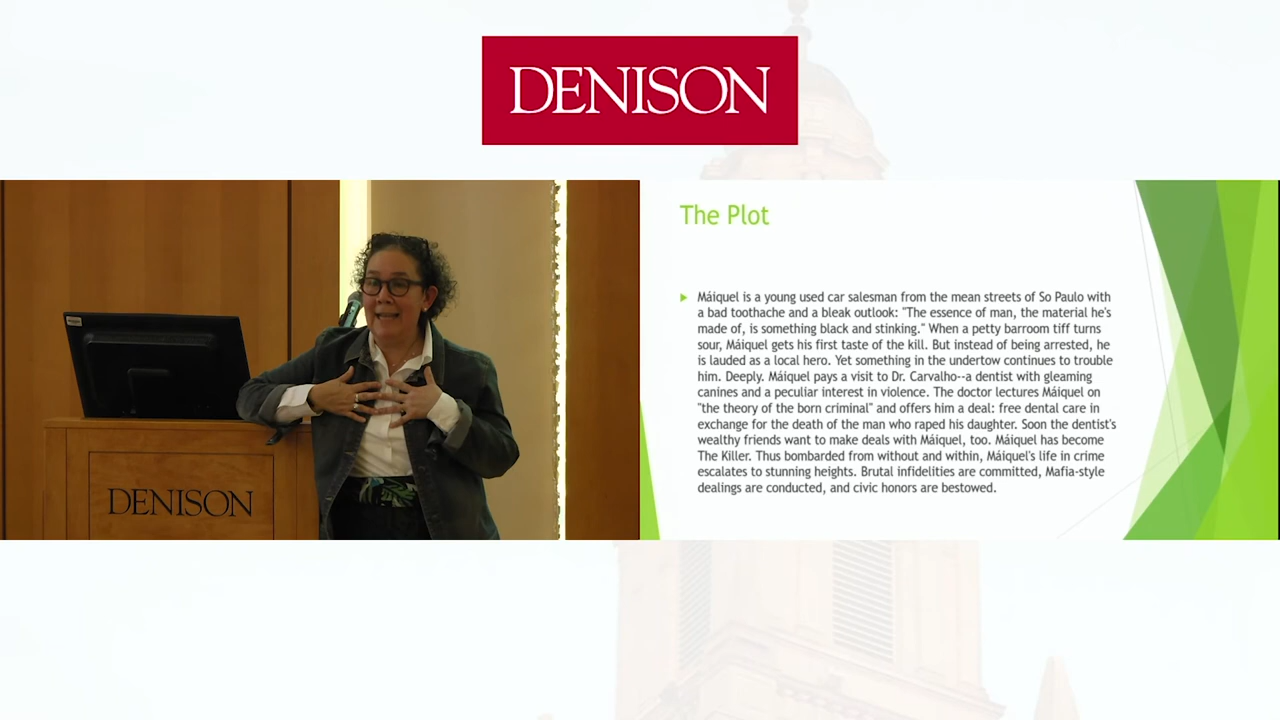 DENISON
DENISON
The Plot
Máiquel is a young used car salesman from the mean streets of So Paulo with
a bad toothache and a bleak outlook: "The essence of man, the material he's
made of, is something black and stinking." When a petty barroom tiff turns
sour, Máiquel gets his first taste of the kill. But instead of being arrested, he
is lauded as a local hero. Yet something in the undertow continues to trouble
him. Deeply. Máiquel pays a visit to Dr. Carvalho--a dentist with gleaming
canines and a peculiar interest in violence. The doctor lectures Máiquel on
"the theory of the born criminal" and offers him a deal: free dental care in
exchange for the death of the man who raped his daughter. Soon the dentist's
wealthy friends want to make deals with Máiquel, too. Máiquel has become
The Killer. Thus bombarded from without and within, Máiquel's life in crime
escalates to stunning heights. Brutal infidelities are committed, Mafia-style
dealings are conducted, and civic honors are bestowed.